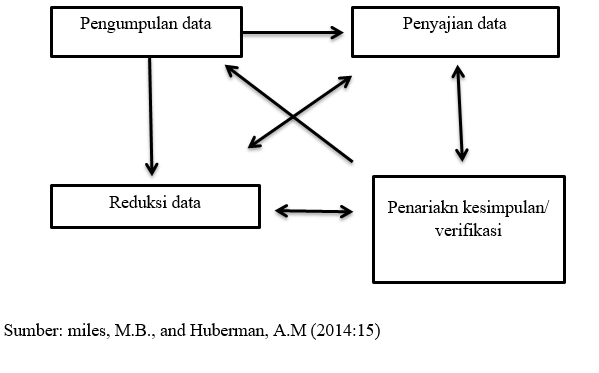 Pengumpulan data
Penyajian data
Reduksi data
Penariakn kesimpulan/
verifikasi
Sumber: miles, M.B., and Huberman, A.M (2014:15)